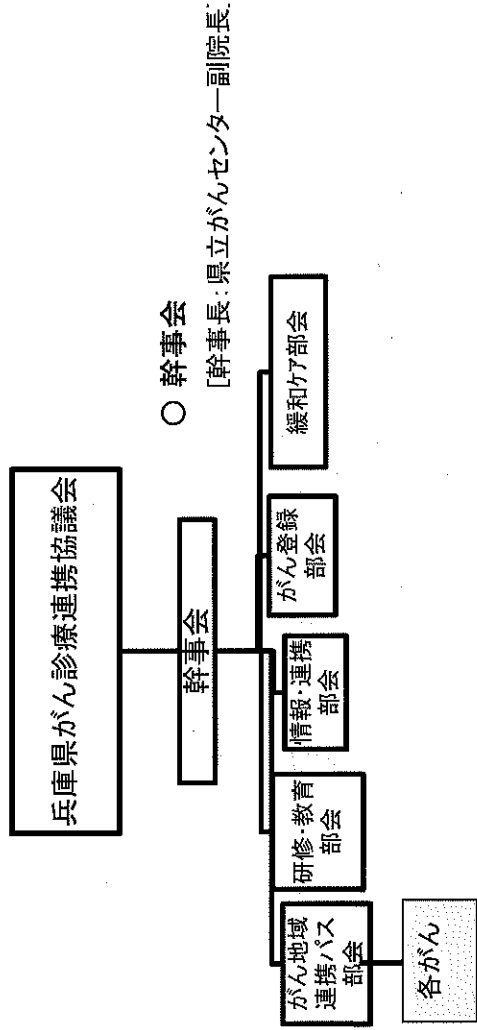 兵庫県がん診療連携協議会
幹事会
○ 幹事会
[幹事長:県立がんセンター副院長]
がん地域
連携パス
部会
研修・教育
部会
情報・連携
部会
がん登録
部会
緩和ケア部会
各がん